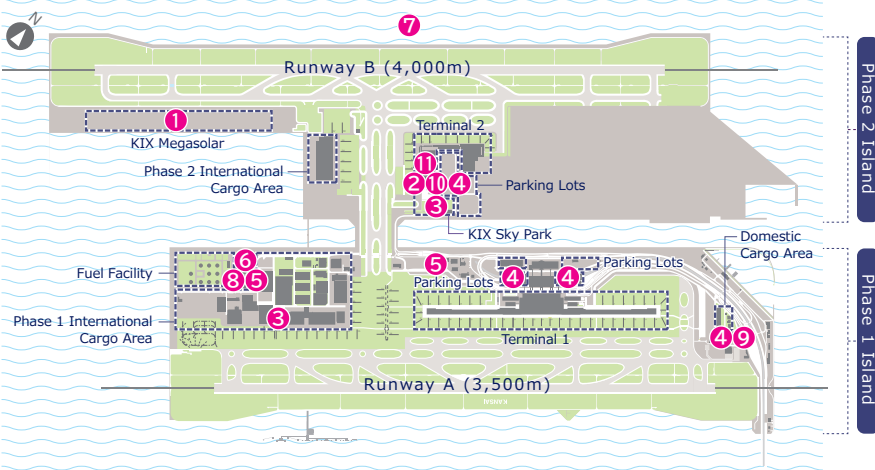 N
7
Runway B (4,000m)
1
KIX Megasolar
Terminal 2
Phase 2 International
Cargo Area
11
2
10
4
Parking Lots
3
KIX Sky Park
Phase 2 Island
Domestic
Cargo Area
6
5
Parking Lots
Fuel Facility
8
5
Parking Lots
4
4
Phase 1 International
Cargo Area
3
Terminal 1
4
9
Runway A (3,500m)
KANSAI
Phase 1 Island